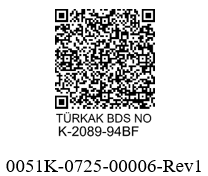 TÜRKAK BDS NO
K-2089-94BF
0051K-0725-00006-Rev1